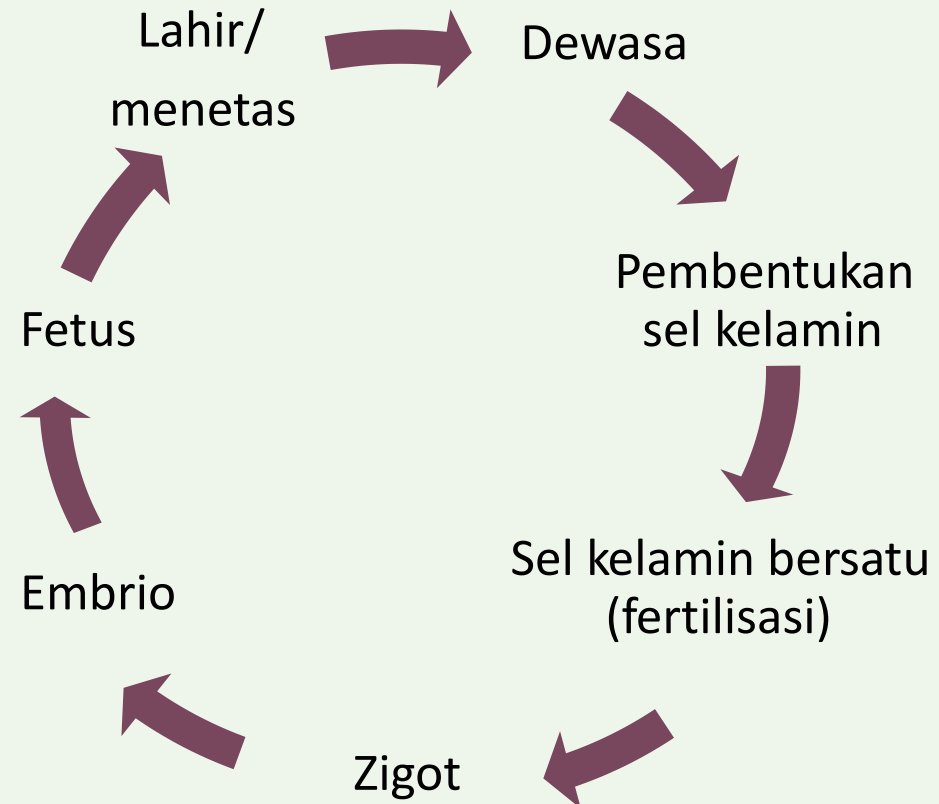 Lahir/
menetas
Dewasa
Pembentukan
sel kelamin
Sel kelamin bersatu
(fertilisasi)
Zigot
Embrio
Fetus